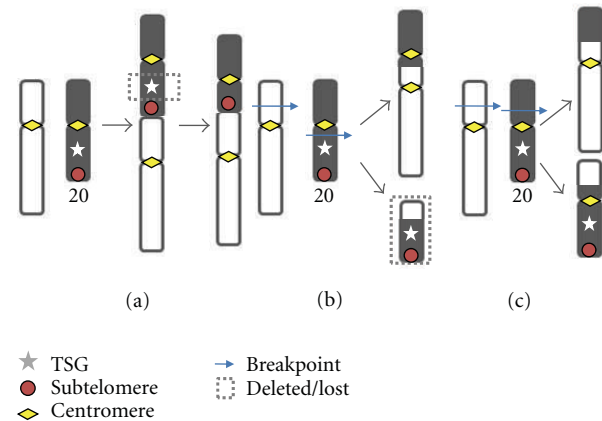 20
20
20
(a)
(b)
(c)
TSG
Subtelomere
Centromere
Breakpoint
Deleted/lost